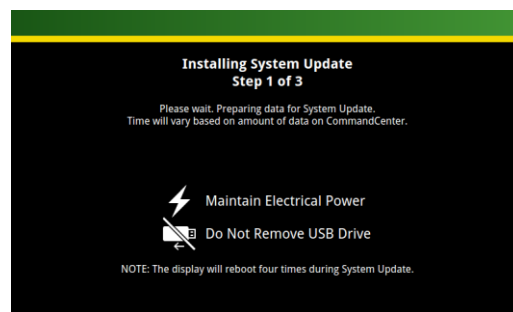 Installing System Update
Step 1 of 3
Please wait. Preparing data for System Update.
Time will vary based on amount of data on CommandCenter.
Maintain Electrical Power
Do Not Remove USB Drive
NOTE: The display will reboot four times during System Update.